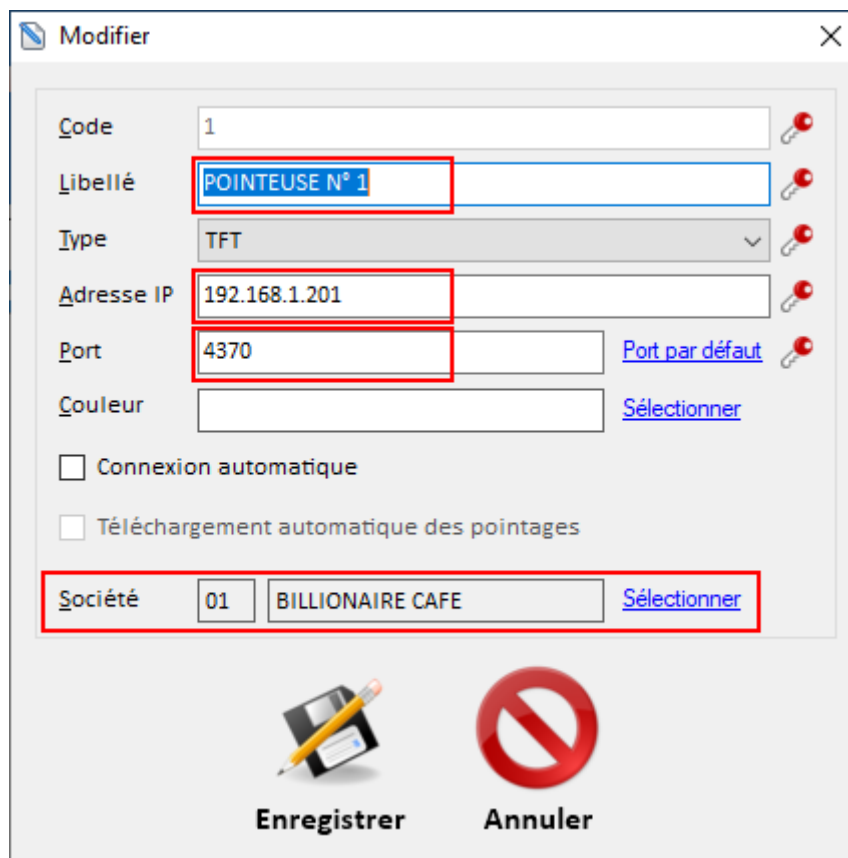 Modifier
Code 1
Libellé POINTEUSE N° 1
Type TFT
Adresse IP 192.168.1.201
Port 4370 Port par défaut
Couleur Sélectionner
Connexion automatique
Téléchargement automatique des pointages
Société 01 BILLIONAIRE CAFE Sélectionner
Enregistrer Annuler